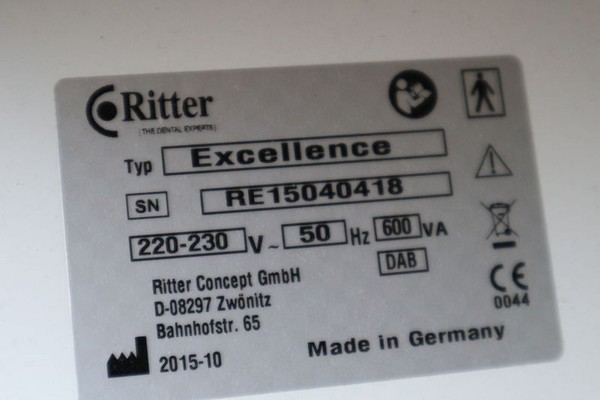 Ritter
[THE DENTAL EXPERTS]
Typ Excellence
SN RE15040418
220-230 V ~ 50 Hz 600 VA
DAB
Ritter Concept GmbH
D-08297 Zwönitz
Bahnhofstr. 65
CE 0044
2015-10
Made in Germany